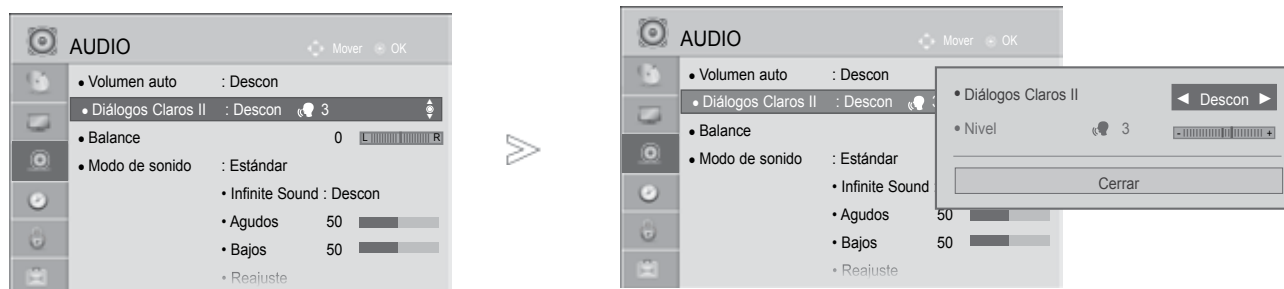 AUDIO
Mover OK
• Volumen auto : Descon
• Diálogos Claros II : Descon 3
• Balance 0 L R
• Modo de sonido : Estándar
• Infinite Sound : Descon
• Agudos 50
• Bajos 50
• Reajuste
AUDIO
Mover OK
• Volumen auto : Descon
• Diálogos Claros II : Descon
• Balance
• Modo de sonido : Estándar
• Infinite Sound :
• Agudos 50
• Bajos 50
• Reajuste
• Diálogos Claros II ◄ Descon ►
• Nivel 3 - +
Cerrar